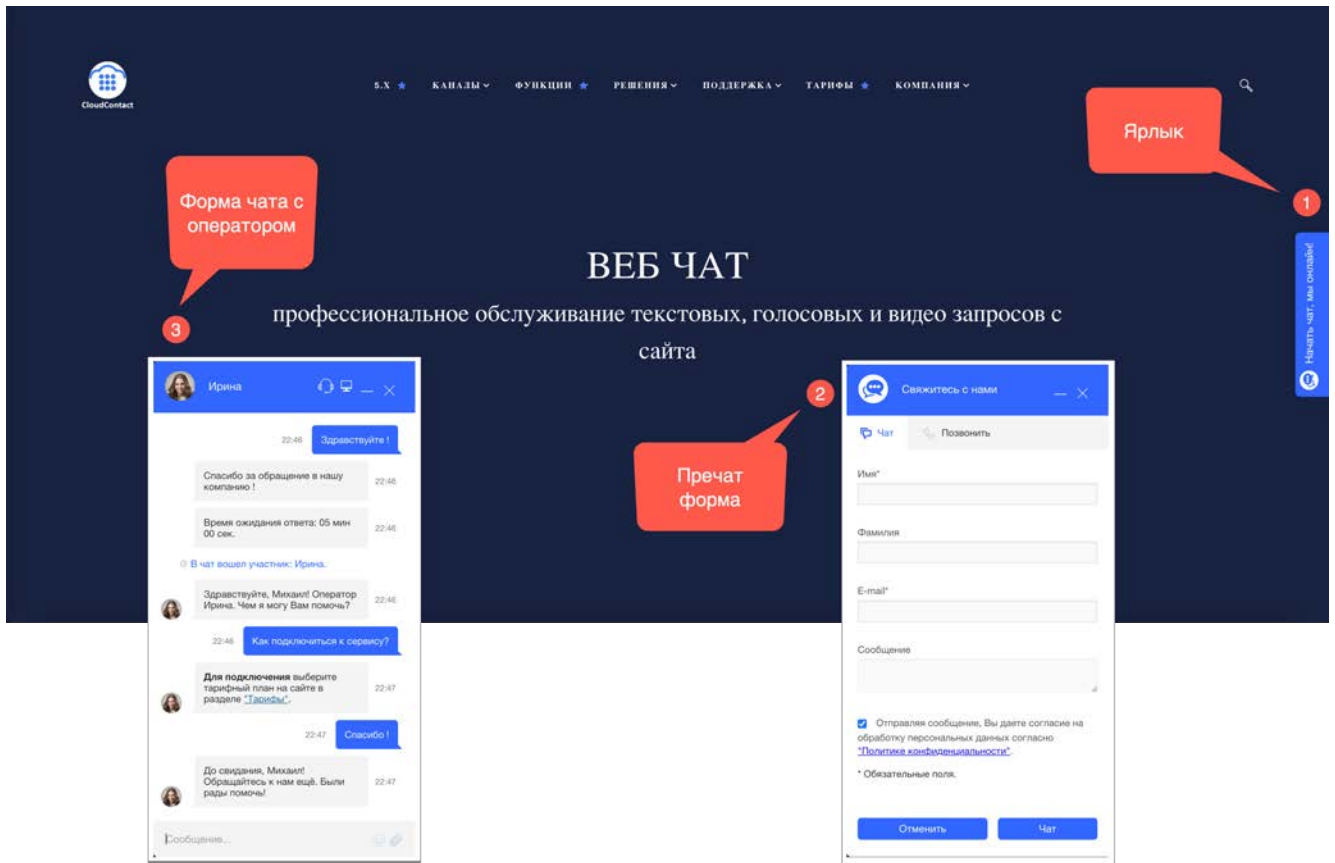 CloudContact
5.X КАНАЛЫ ФУНКЦИИ РЕШЕНИЯ ПОДДЕРЖКА ТАРИФЫ КОМПАНИЯ
Ярлык
1
Начать чат, мы онлайн!
Форма чата с
оператором
3
ВЕБ ЧАТ
профессиональное обслуживание текстовых, голосовых и видео запросов с
сайта
Ирина
22:46 Здравствуйте !
Спасибо за обращение в нашу
компанию !
22:46
Время ожидания ответа: 05 мин
00 сек.
22:46
В чат вошел участник: Ирина.
Здравствуйте, Михаил! Оператор
Ирина. Чем я могу Вам помочь?
22:46
22:46 Как подключиться к сервису?
Для подключения выберите
тарифный план на сайте в
разделе "Тарифы".
22:47
22:47 Спасибо !
До свидания, Михаил!
Обращайтесь к нам ещё. Были
рады помочь!
22:47
Сообщение...
2
Пречат
форма
Свяжитесь с нами
Чат Позвонить
Имя*
Фамилия
E-mail*
Сообщение
Отправляя сообщение, Вы даете согласие на
обработку персональных данных согласно
"Политике конфиденциальности".
* Обязательные поля.
Отменить Чат